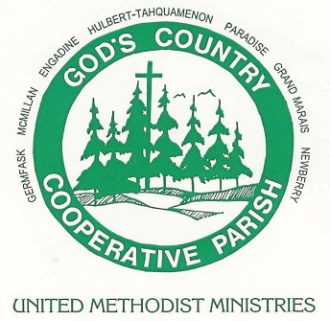 GERMFASK MCMILLAN ENGADINE HULBERT-TAHQUAMENON PARADISE GRAND MARAIS NEWBERRY
GOD'S COUNTRY
COOPERATIVE PARISH
UNITED METHODIST MINISTRIES